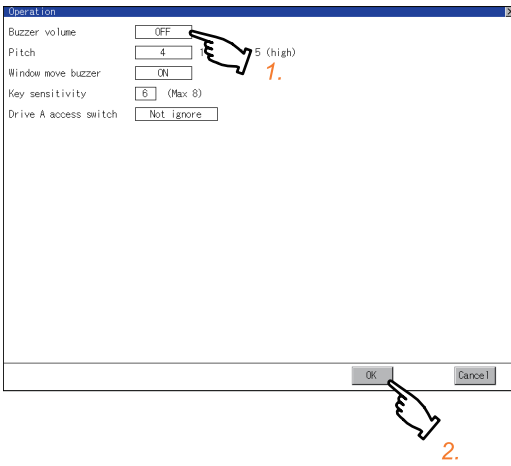 Operation
Buzzer volume OFF
Pitch 4 5 (high)
1.
Window move buzzer ON
Key sensitivity 6 (Max 8)
Drive A access switch Not ignore
OK Cancel
2.